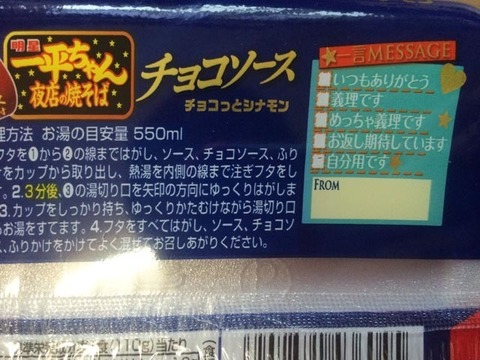 明星
一平ちゃん
夜店の焼そば
チョコソース
チョコっとシナモン
一言MESSAGE
いつもありがとう
義理です
めっちゃ義理です
お返し期待しています
自分用です
FROM
理方法 お湯の目安量 550ml
フタを❶から❷の線まではがし、ソース、チョコソース、ふり
けをカップから取り出し、熱湯を内側の線まで注ぎフタをし
す。2.3分後、❸の湯切り口を矢印の方向にゆっくりはがしま
3.カップをしっかり持ち、ゆっくりかたむけながら湯切り口
らお湯をすてます。4.フタをすべてはがし、ソース、チョコソ
ス、ふりかけをかけてよく混ぜてお召しあがりください。
食(110g)当たり